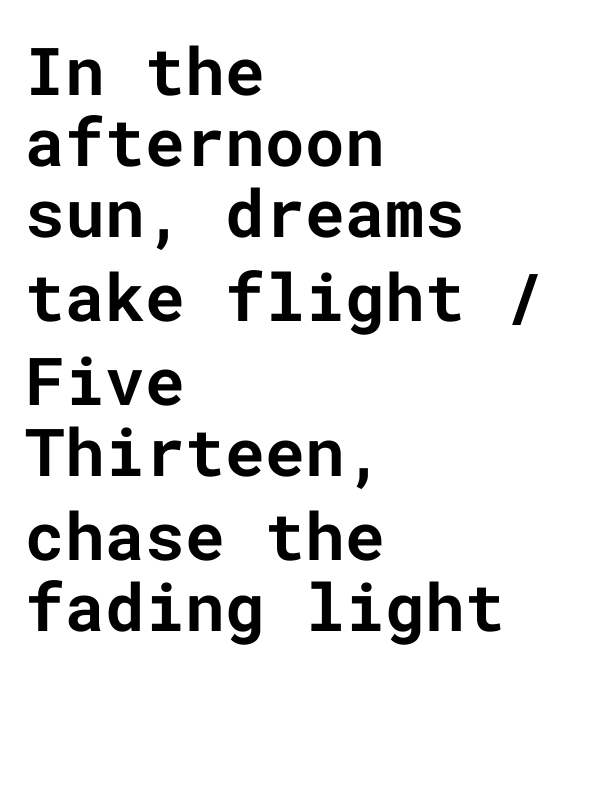 In the
afternoon
sun, dreams
take flight /
Five
Thirteen,
chase the
fading light